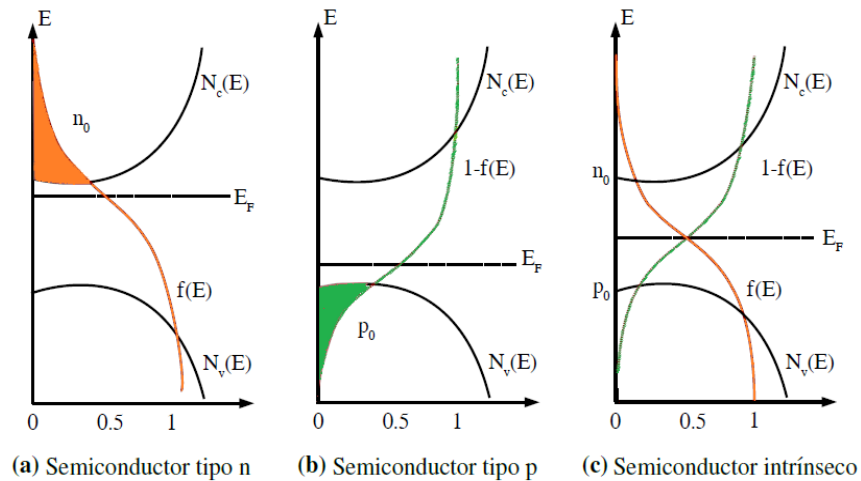 E
N_c(E)
n_0
E_F
f(E)
N_v(E)
0 0.5 1
(a) Semiconductor tipo n
E
N_c(E)
1-f(E)
E_F
p_0
N_v(E)
0 0.5 1
(b) Semiconductor tipo p
E
N_c(E)
n_0
1-f(E)
E_F
p_0
f(E)
N_v(E)
0 0.5 1
(c) Semiconductor intrínseco